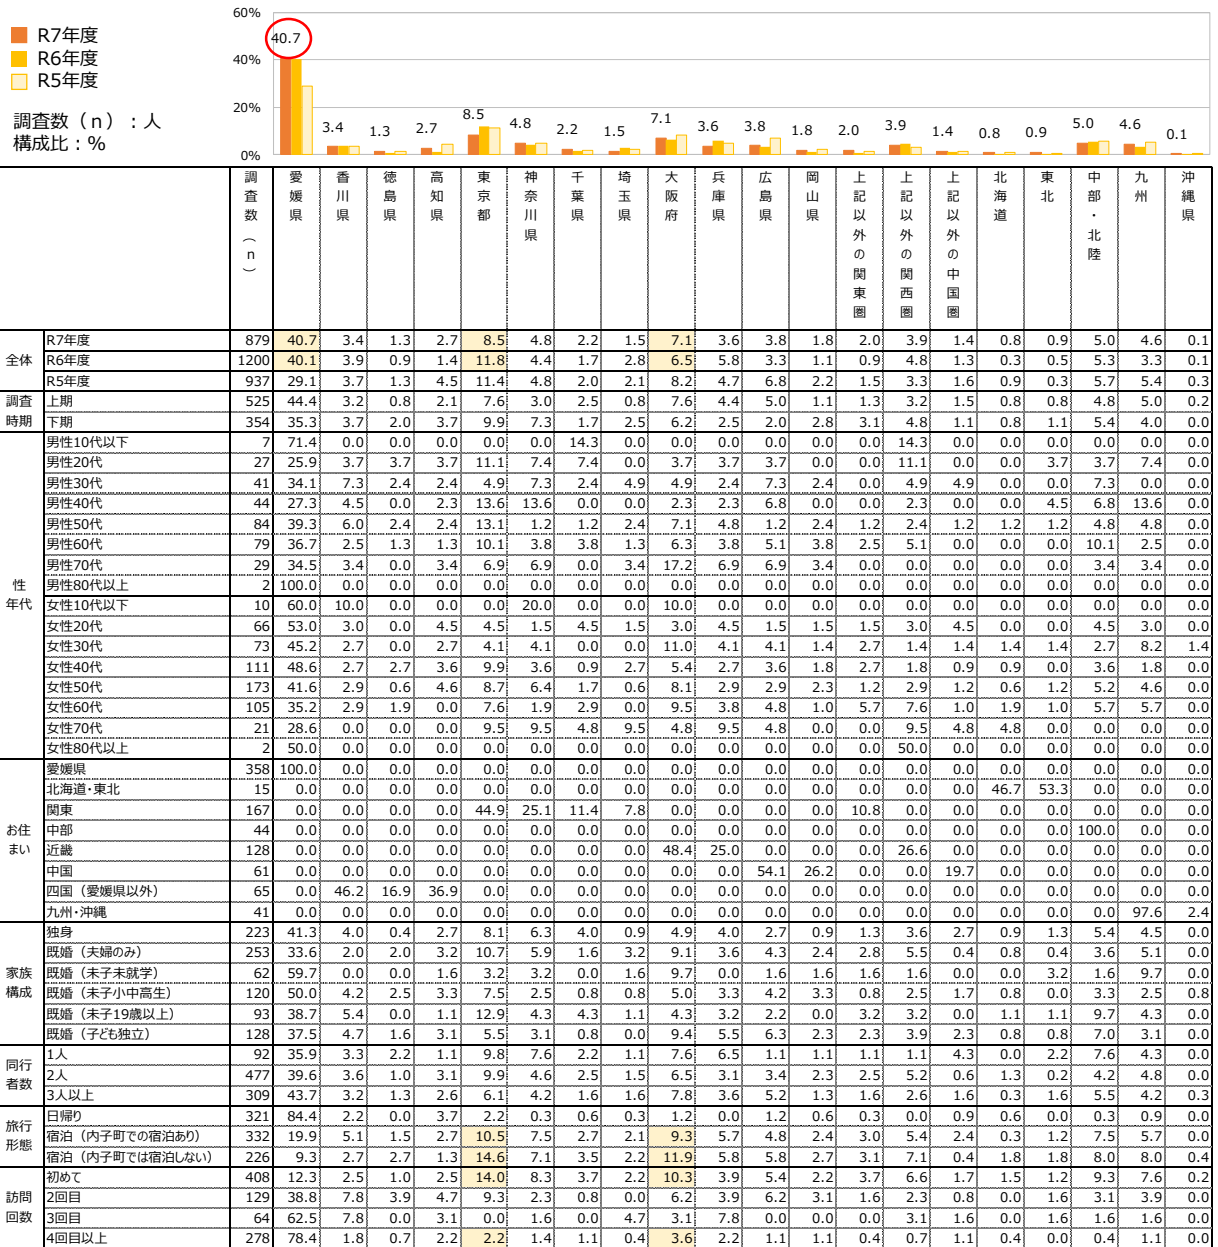 60%
40%
20%
0%
R7年度
R6年度
R5年度
調査数（n）：人
構成比：%
40.7 3.4 1.3 2.7 8.5 4.8 2.2 1.5 7.1 3.6 3.8 1.8 2.0 3.9 1.4 0.8 0.9 5.0 4.6 0.1
調査数（n） 愛媛県 香川県 徳島県 高知県 東京都 神奈川県 千葉県 埼玉県 大阪府 兵庫県 広島県 岡山県 上記以外の関東圏 上記以外の関西圏 上記以外の中国圏 北海道 東北 中部・北陸 九州 沖縄県
全体
R7年度 879 40.7 3.4 1.3 2.7 8.5 4.8 2.2 1.5 7.1 3.6 3.8 1.8 2.0 3.9 1.4 0.8 0.9 5.0 4.6 0.1
R6年度 1200 40.1 3.9 0.9 1.4 11.8 4.4 1.7 2.8 6.5 5.8 3.3 1.1 0.9 4.8 1.3 0.3 0.5 5.3 3.3 0.1
R5年度 937 29.1 3.7 1.3 4.5 11.4 4.8 2.0 2.1 8.2 4.7 6.8 2.2 1.5 3.3 1.6 0.9 0.3 5.7 5.4 0.3
調査時期
上期 525 44.4 3.2 0.8 2.1 7.6 3.0 2.5 0.8 7.6 4.4 5.0 1.1 1.3 3.2 1.5 0.8 0.8 4.8 5.0 0.2
下期 354 35.3 3.7 2.0 3.7 9.9 7.3 1.7 2.5 6.2 2.5 2.0 2.8 3.1 4.8 1.1 0.8 1.1 5.4 4.0 0.0
性年代
男性10代以下 7 71.4 0.0 0.0 0.0 0.0 0.0 14.3 0.0 0.0 0.0 0.0 0.0 0.0 14.3 0.0 0.0 0.0 0.0 0.0 0.0
男性20代 27 25.9 3.7 3.7 3.7 11.1 7.4 7.4 0.0 3.7 3.7 3.7 0.0 0.0 11.1 0.0 0.0 3.7 3.7 7.4 0.0
男性30代 41 34.1 7.3 2.4 2.4 4.9 7.3 2.4 4.9 4.9 2.4 7.3 2.4 0.0 4.9 4.9 0.0 0.0 7.3 0.0 0.0
男性40代 44 27.3 4.5 0.0 2.3 13.6 13.6 0.0 0.0 2.3 2.3 6.8 0.0 0.0 2.3 0.0 0.0 4.5 6.8 13.6 0.0
男性50代 84 39.3 6.0 2.4 2.4 13.1 1.2 1.2 2.4 7.1 4.8 1.2 2.4 1.2 2.4 1.2 1.2 1.2 4.8 4.8 0.0
男性60代 79 36.7 2.5 1.3 1.3 10.1 3.8 3.8 1.3 6.3 3.8 5.1 3.8 2.5 5.1 0.0 0.0 0.0 10.1 2.5 0.0
男性70代 29 34.5 3.4 0.0 3.4 6.9 6.9 0.0 3.4 17.2 6.9 6.9 3.4 0.0 0.0 0.0 0.0 0.0 3.4 3.4 0.0
男性80代以上 2 100.0 0.0 0.0 0.0 0.0 0.0 0.0 0.0 0.0 0.0 0.0 0.0 0.0 0.0 0.0 0.0 0.0 0.0 0.0 0.0
女性10代以下 10 60.0 10.0 0.0 0.0 0.0 20.0 0.0 0.0 10.0 0.0 0.0 0.0 0.0 0.0 0.0 0.0 0.0 0.0 0.0 0.0
女性20代 66 53.0 3.0 0.0 4.5 4.5 1.5 4.5 1.5 3.0 4.5 1.5 1.5 1.5 3.0 4.5 0.0 0.0 4.5 3.0 0.0
女性30代 73 45.2 2.7 0.0 2.7 4.1 4.1 0.0 0.0 11.0 4.1 4.1 1.4 2.7 1.4 1.4 1.4 1.4 2.7 8.2 1.4
女性40代 111 48.6 2.7 2.7 3.6 9.9 3.6 0.9 2.7 5.4 2.7 3.6 1.8 2.7 1.8 0.9 0.9 0.0 3.6 1.8 0.0
女性50代 173 41.6 2.9 0.6 4.6 8.7 6.4 1.7 0.6 8.1 2.9 2.9 2.3 1.2 2.9 1.2 0.6 1.2 5.2 4.6 0.0
女性60代 105 35.2 2.9 1.9 0.0 7.6 1.9 2.9 0.0 9.5 3.8 4.8 1.0 5.7 7.6 1.0 1.9 1.0 5.7 5.7 0.0
女性70代 21 28.6 0.0 0.0 0.0 9.5 9.5 4.8 9.5 4.8 9.5 4.8 0.0 0.0 9.5 4.8 4.8 0.0 0.0 0.0 0.0
女性80代以上 2 50.0 0.0 0.0 0.0 0.0 0.0 0.0 0.0 0.0 0.0 0.0 0.0 0.0 50.0 0.0 0.0 0.0 0.0 0.0 0.0
お住まい
愛媛県 358 100.0 0.0 0.0 0.0 0.0 0.0 0.0 0.0 0.0 0.0 0.0 0.0 0.0 0.0 0.0 0.0 0.0 0.0 0.0 0.0
北海道・東北 15 0.0 0.0 0.0 0.0 0.0 0.0 0.0 0.0 0.0 0.0 0.0 0.0 0.0 0.0 0.0 46.7 53.3 0.0 0.0 0.0
関東 167 0.0 0.0 0.0 0.0 44.9 25.1 11.4 7.8 0.0 0.0 0.0 0.0 10.8 0.0 0.0 0.0 0.0 0.0 0.0 0.0
中部 44 0.0 0.0 0.0 0.0 0.0 0.0 0.0 0.0 0.0 0.0 0.0 0.0 0.0 0.0 0.0 0.0 0.0 100.0 0.0 0.0
近畿 128 0.0 0.0 0.0 0.0 0.0 0.0 0.0 0.0 48.4 25.0 0.0 0.0 0.0 26.6 0.0 0.0 0.0 0.0 0.0 0.0
中国 61 0.0 0.0 0.0 0.0 0.0 0.0 0.0 0.0 0.0 0.0 54.1 26.2 0.0 0.0 19.7 0.0 0.0 0.0 0.0 0.0
四国（愛媛県以外） 65 0.0 46.2 16.9 36.9 0.0 0.0 0.0 0.0 0.0 0.0 0.0 0.0 0.0 0.0 0.0 0.0 0.0 0.0 0.0 0.0
九州・沖縄 41 0.0 0.0 0.0 0.0 0.0 0.0 0.0 0.0 0.0 0.0 0.0 0.0 0.0 0.0 0.0 0.0 0.0 0.0 97.6 2.4
家族構成
独身 223 41.3 4.0 0.4 2.7 8.1 6.3 4.0 0.9 4.9 4.0 2.7 0.9 1.3 3.6 2.7 0.9 1.3 5.4 4.5 0.0
既婚（夫婦のみ） 253 33.6 2.0 2.0 3.2 10.7 5.9 1.6 3.2 9.1 3.6 4.3 2.4 2.8 5.5 0.4 0.8 0.4 3.6 5.1 0.0
既婚（末子未就学） 62 59.7 0.0 0.0 1.6 3.2 3.2 0.0 1.6 9.7 0.0 1.6 1.6 1.6 1.6 0.0 0.0 3.2 1.6 9.7 0.0
既婚（末子小中高生） 120 50.0 4.2 2.5 3.3 7.5 2.5 0.8 0.8 5.0 3.3 4.2 3.3 0.8 2.5 1.7 0.8 0.0 3.3 2.5 0.8
既婚（末子19歳以上） 93 38.7 5.4 0.0 1.1 12.9 4.3 4.3 1.1 4.3 3.2 2.2 0.0 3.2 3.2 0.0 1.1 1.1 9.7 4.3 0.0
既婚（子ども独立） 128 37.5 4.7 1.6 3.1 5.5 3.1 0.8 0.0 9.4 5.5 6.3 2.3 2.3 3.9 2.3 0.8 0.8 7.0 3.1 0.0
同行者数
1人 92 35.9 3.3 2.2 1.1 9.8 7.6 2.2 1.1 7.6 6.5 1.1 1.1 1.1 1.1 4.3 0.0 2.2 7.6 4.3 0.0
2人 477 39.6 3.6 1.0 3.1 9.9 4.6 2.5 1.5 6.5 3.1 3.4 2.3 2.5 5.2 0.6 1.3 0.2 4.2 4.8 0.0
3人以上 309 43.7 3.2 1.3 2.6 6.1 4.2 1.6 1.6 7.8 3.6 5.2 1.3 1.6 2.6 1.6 0.3 1.6 5.5 4.2 0.3
旅行形態
日帰り 321 84.4 2.2 0.0 3.7 2.2 0.3 0.6 0.3 1.2 0.0 1.2 0.6 0.3 0.0 0.9 0.6 0.0 0.3 0.9 0.0
宿泊（内子町での宿泊あり） 332 19.9 5.1 1.5 2.7 10.5 7.5 2.7 2.1 9.3 5.7 4.8 2.4 3.0 5.4 2.4 0.3 1.2 7.5 5.7 0.0
宿泊（内子町では宿泊しない） 226 9.3 2.7 2.7 1.3 14.6 7.1 3.5 2.2 11.9 5.8 5.8 2.7 3.1 7.1 0.4 1.8 1.8 8.0 8.0 0.4
訪問回数
初めて 408 12.3 2.5 1.0 2.5 14.0 8.3 3.7 2.2 10.3 3.9 5.4 2.2 3.7 6.6 1.7 1.5 1.2 9.3 7.6 0.2
2回目 129 38.8 7.8 3.9 4.7 9.3 2.3 0.8 0.0 6.2 3.9 6.2 3.1 1.6 2.3 0.8 0.0 1.6 3.1 3.9 0.0
3回目 64 62.5 7.8 0.0 3.1 0.0 1.6 0.0 4.7 3.1 7.8 0.0 0.0 0.0 3.1 1.6 0.0 1.6 1.6 1.6 0.0
4回目以上 278 78.4 1.8 0.7 2.2 2.2 1.4 1.1 0.4 3.6 2.2 1.1 1.1 0.4 0.7 1.1 0.4 0.0 0.4 1.1 0.0